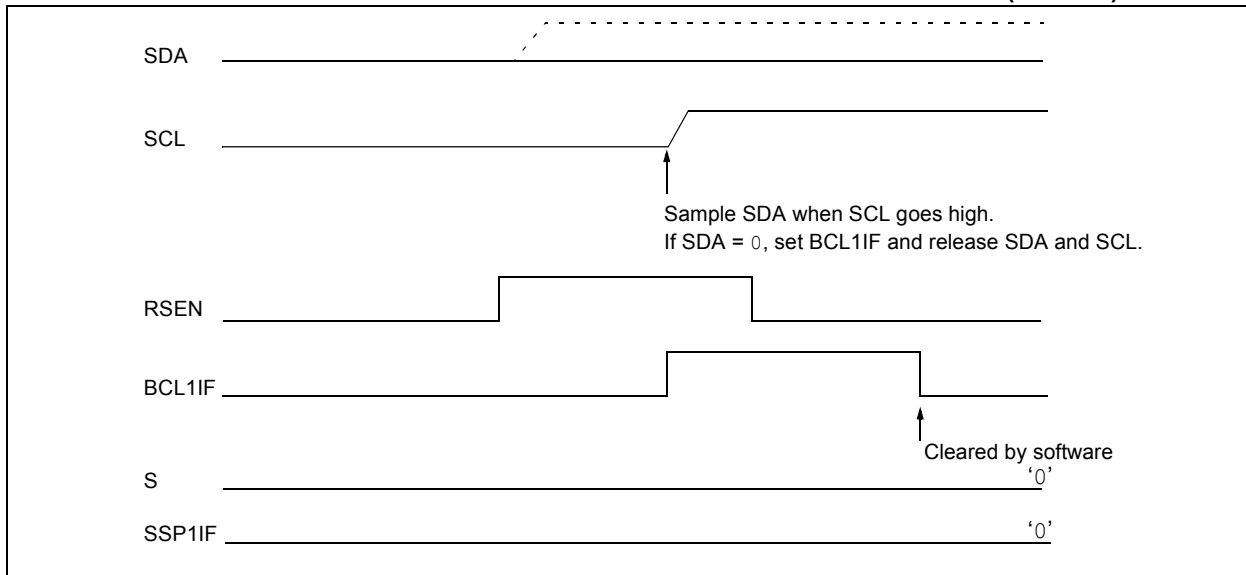 SDA
SCL
Sample SDA when SCL goes high.
If SDA = 0, set BCL1IF and release SDA and SCL.
RSEN
BCL1IF
Cleared by software
S
‘0’
SSP1IF
‘0’